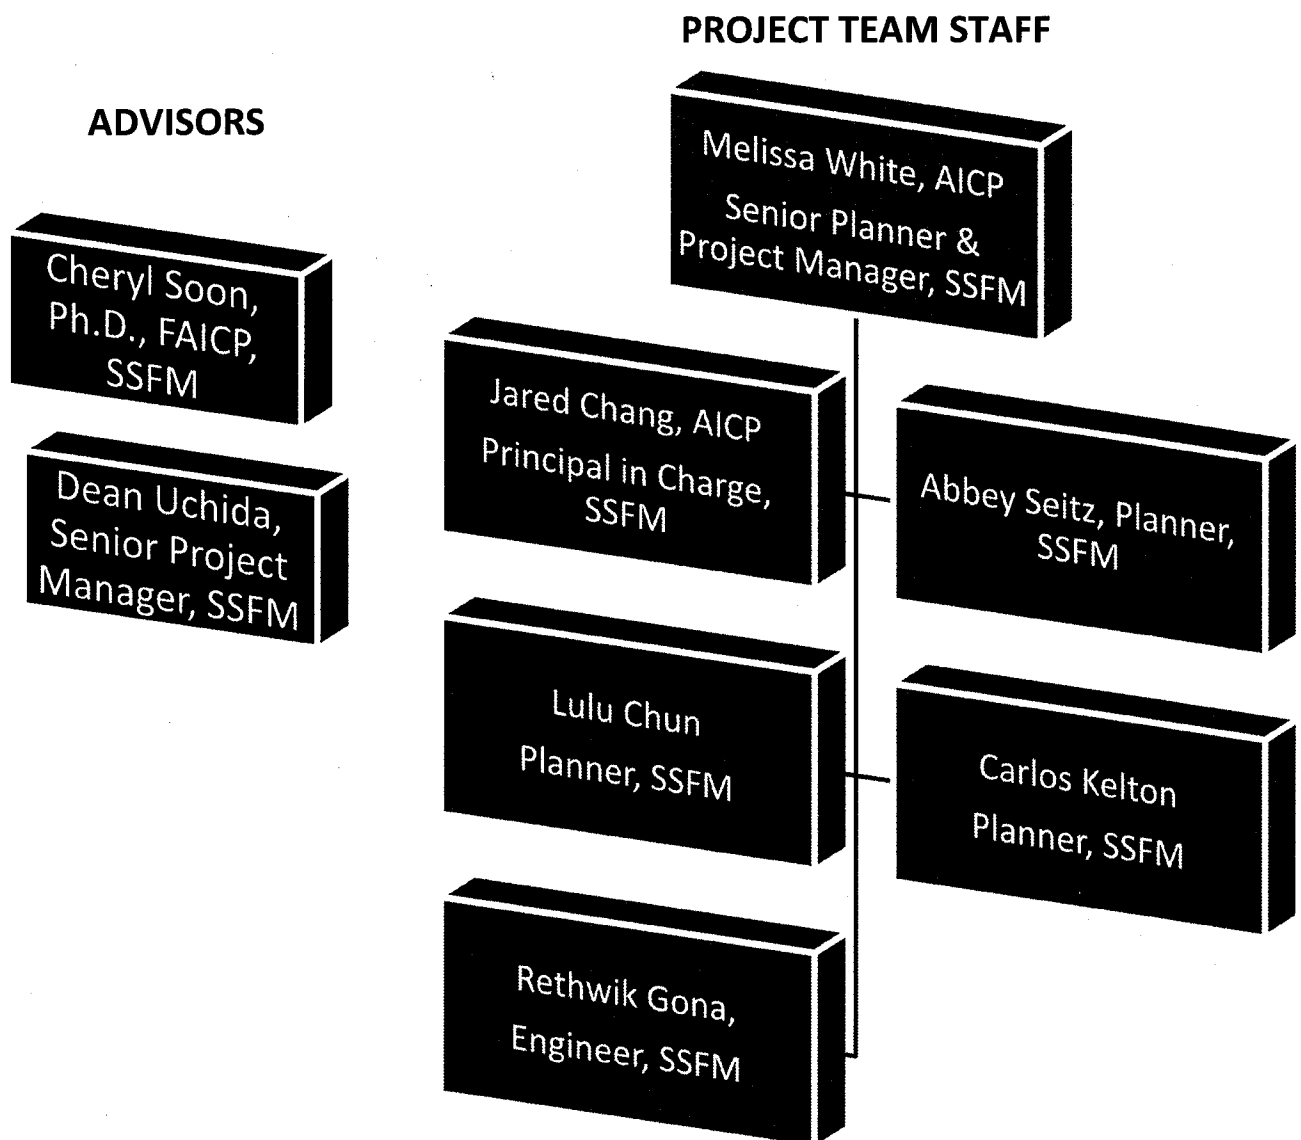 PROJECT TEAM STAFF
ADVISORS
Melissa White, AICP
Senior Planner &
Project Manager, SSFM
Cheryl Soon,
Ph.D., FAICP,
SSFM
Dean Uchida,
Senior Project
Manager, SSFM
Jared Chang, AICP
Principal in Charge,
SSFM
Abbey Seitz, Planner,
SSFM
Lulu Chun
Planner, SSFM
Carlos Kelton
Planner, SSFM
Rethwik Gona,
Engineer, SSFM